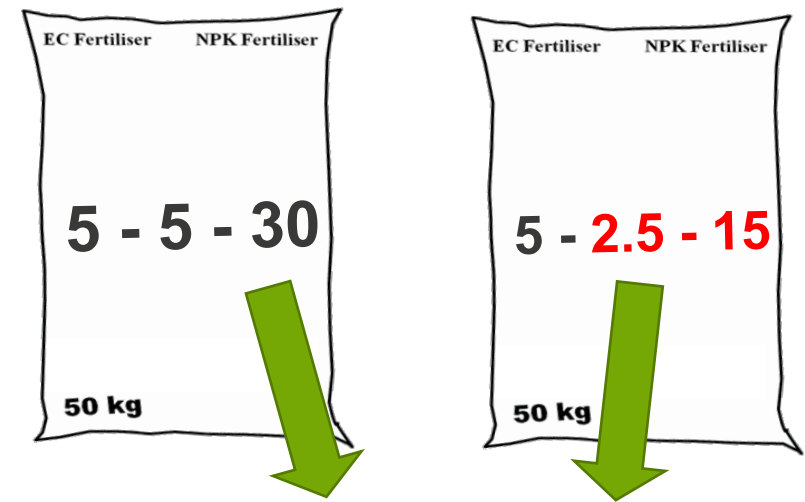 EC Fertiliser NPK Fertiliser
5 - 5 - 30
50 kg
EC Fertiliser NPK Fertiliser
5 - 2.5 - 15
50 kg